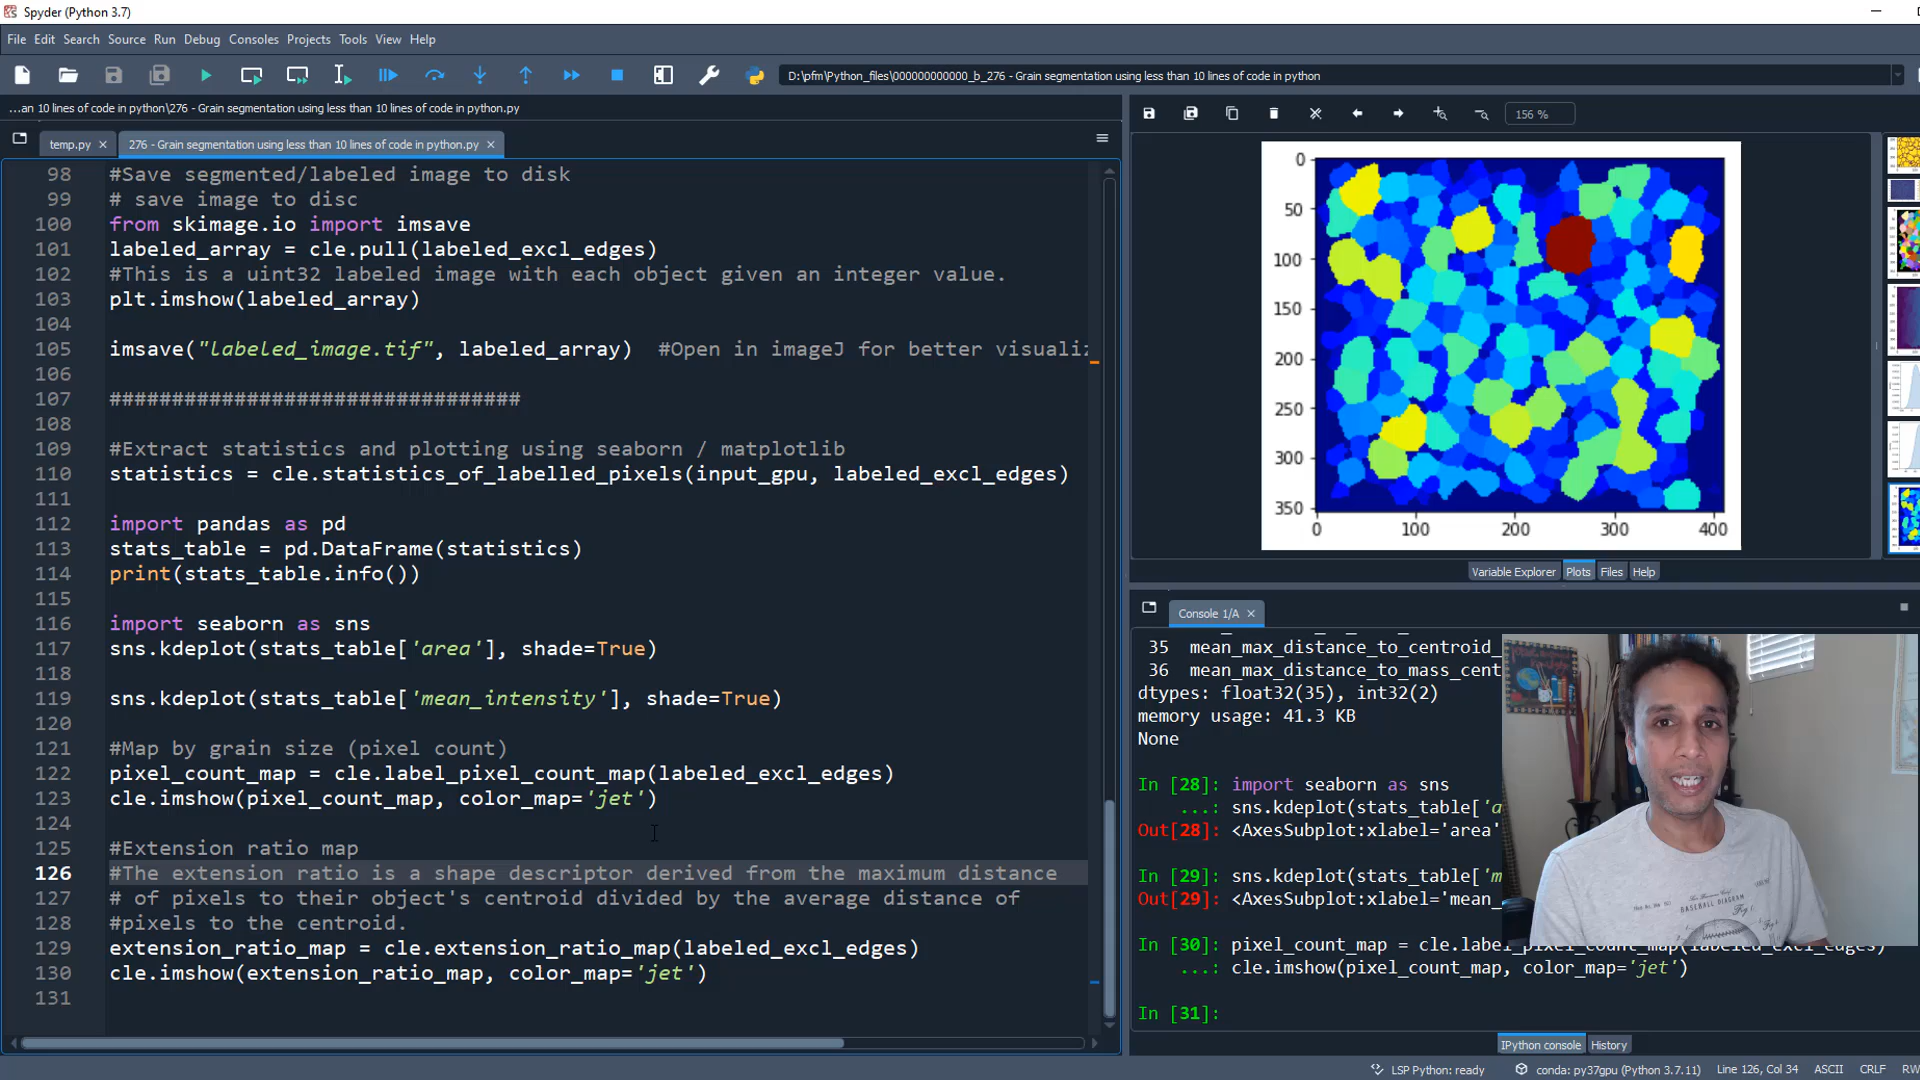 Spyder (Python 3.7)
File Edit Search Source Run Debug Consoles Projects Tools View Help
D:\pfm\Python_files\000000000000_b_276 - Grain segmentation using less than 10 lines of code in python
...an 10 lines of code in python\276 - Grain segmentation using less than 10 lines of code in python.py
temp.py
276 - Grain segmentation using less than 10 lines of code in python.py
98 #Save segmented/labeled image to disk
99 # save image to disc
100 from skimage.io import imsave
101 labeled_array = cle.pull(labeled_excl_edges)
102 #This is a uint32 labeled image with each object given an integer value.
103 plt.imshow(labeled_array)
104
105 imsave("labeled_image.tif", labeled_array) #Open in imageJ for better visualiz
106
107 #################################
108
109 #Extract statistics and plotting using seaborn / matplotlib
110 statistics = cle.statistics_of_labelled_pixels(input_gpu, labeled_excl_edges)
111
112 import pandas as pd
113 stats_table = pd.DataFrame(statistics)
114 print(stats_table.info())
115
116 import seaborn as sns
117 sns.kdeplot(stats_table['area'], shade=True)
118
119 sns.kdeplot(stats_table['mean_intensity'], shade=True)
120
121 #Map by grain size (pixel count)
122 pixel_count_map = cle.label_pixel_count_map(labeled_excl_edges)
123 cle.imshow(pixel_count_map, color_map='jet')
124
125 #Extension ratio map
126 #The extension ratio is a shape descriptor derived from the maximum distance
127 # of pixels to their object's centroid divided by the average distance of
128 #pixels to the centroid.
129 extension_ratio_map = cle.extension_ratio_map(labeled_excl_edges)
130 cle.imshow(extension_ratio_map, color_map='jet')
131
156 %
0
50
100
150
200
250
300
350
0 100 200 300 400
Variable Explorer Plots Files Help
Console 1/A
35 mean_max_distance_to_centroid_
36 mean_max_distance_to_mass_cent
dtypes: float32(35), int32(2)
memory usage: 41.3 KB
None
In [28]: import seaborn as sns
...: sns.kdeplot(stats_table['a
Out[28]: <AxesSubplot:xlabel='area'
In [29]: sns.kdeplot(stats_table['m
Out[29]: <AxesSubplot:xlabel='mean_
In [30]: pixel_count_map = cle.label_pixel_count_map(labeled_excl_edges)
...: cle.imshow(pixel_count_map, color_map='jet')
In [31]:
BASEBALL DIAGRAM
IPython console History
LSP Python: ready conda: py37gpu (Python 3.7.11) Line 126, Col 34 ASCII CRLF RW